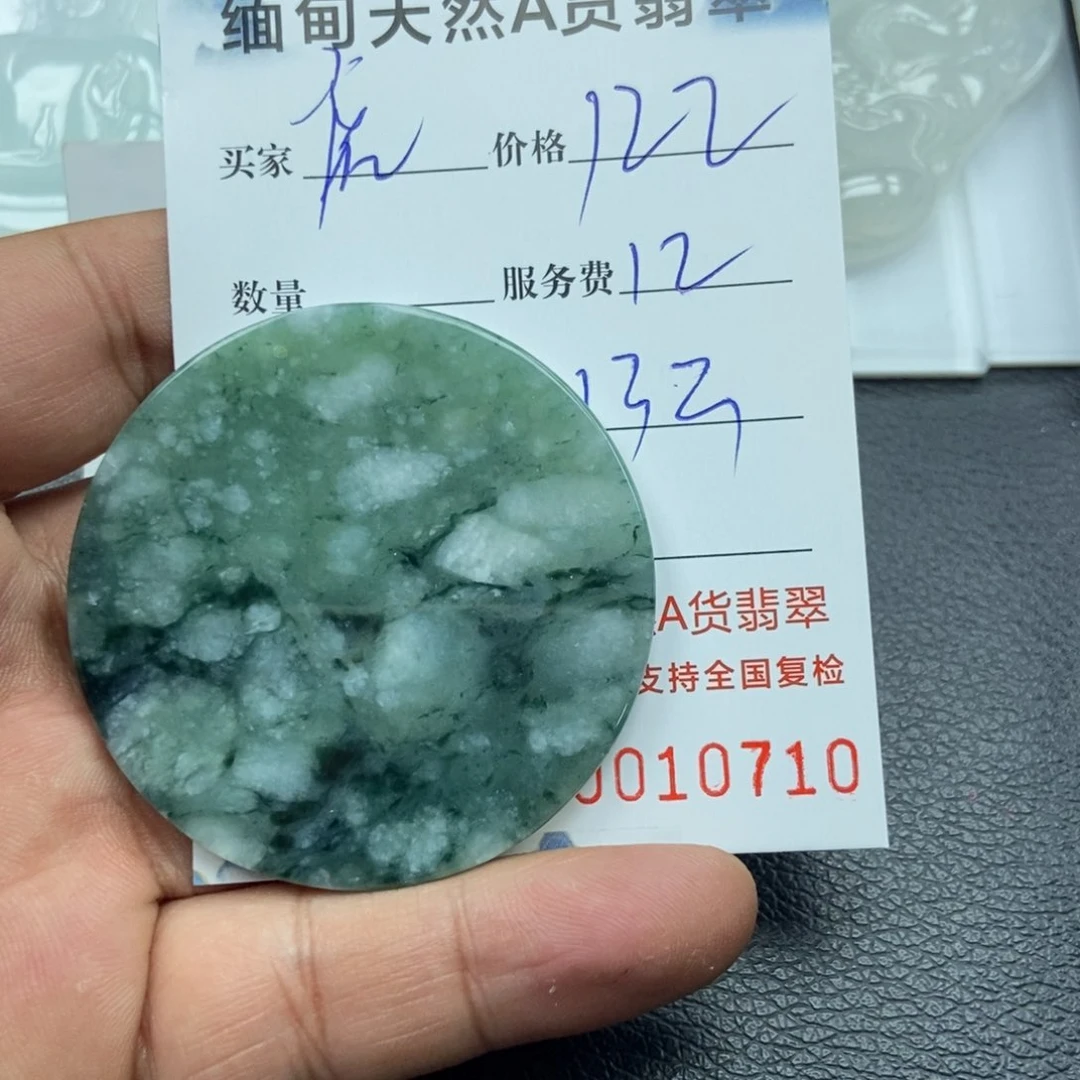 缅甸天然A货翡翠
买家 价格 122
数量 服务费 12
A货翡翠
支持全国复检
010710